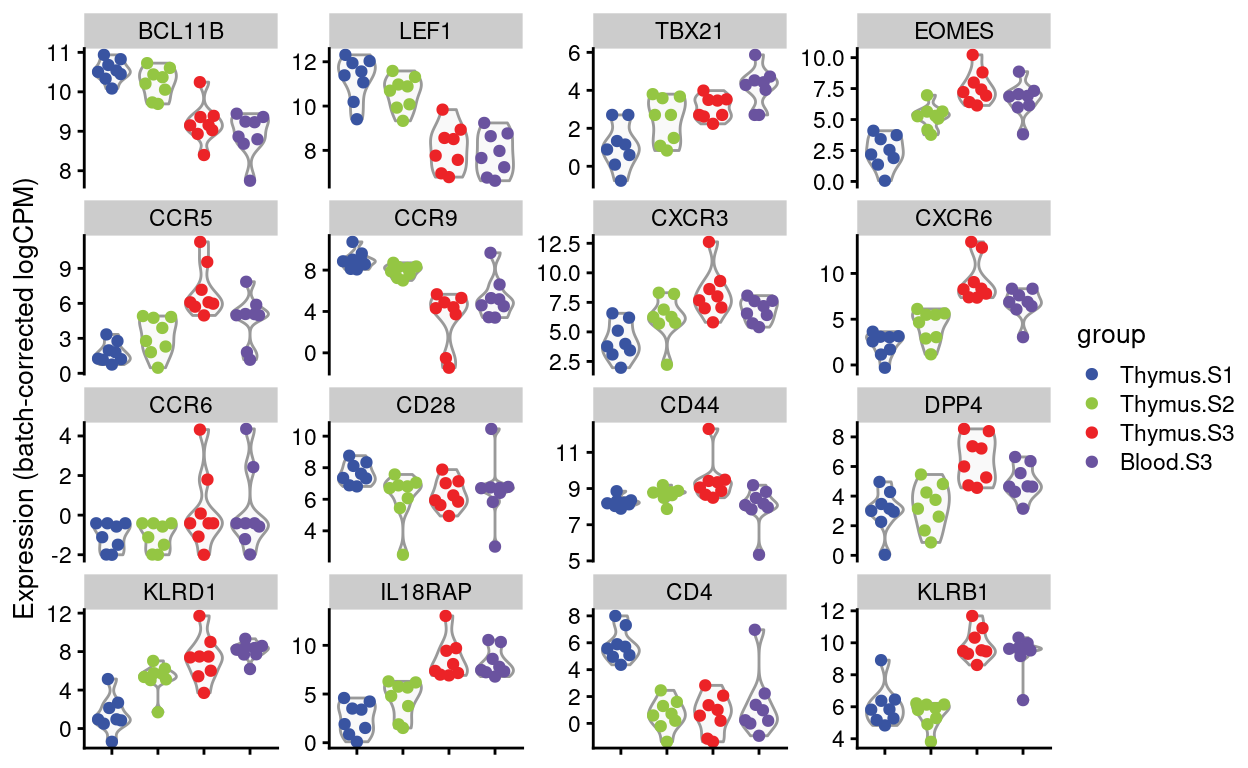 BCL11B LEF1 TBX21 EOMES
11 10 9 8
12 10 8
6 4 2 0
10.0 7.5 5.0 2.5 0.0
CCR5 CCR9 CXCR3 CXCR6
9 6 3 0
8 4 0
12.5 10.0 7.5 5.0 2.5
10 5 0
CCR6 CD28 CD44 DPP4
4 2 0 -2
10 8 6 4
11 9 7 5
8 6 4 2 0
KLRD1 IL18RAP CD4 KLRB1
12 8 4 0
10 5 0
8 6 4 2 0
12 10 8 6 4
Expression (batch-corrected logCPM)
group
Thymus.S1
Thymus.S2
Thymus.S3
Blood.S3